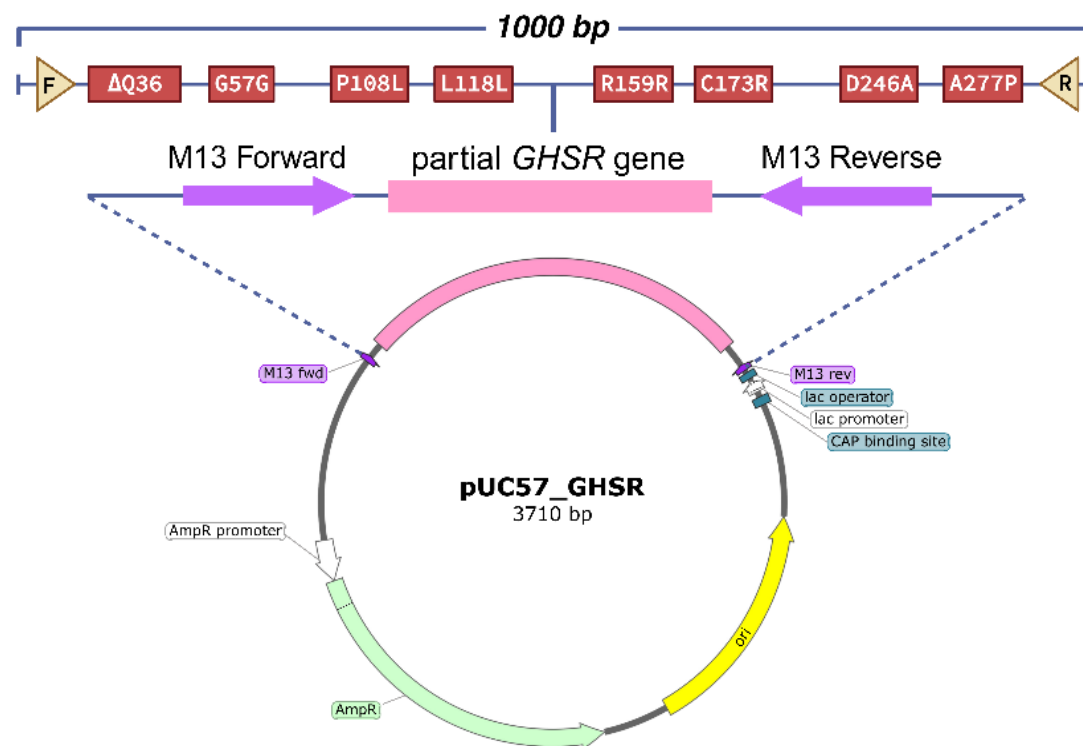 1000 bp
F ΔQ36 G57G P108L L118L R159R C173R D246A A277P R
M13 Forward partial GHSR gene M13 Reverse
M13 fwd
M13 rev
lac operator
lac promoter
CAP binding site
pUC57_GHSR
3710 bp
AmpR promoter
ori
AmpR